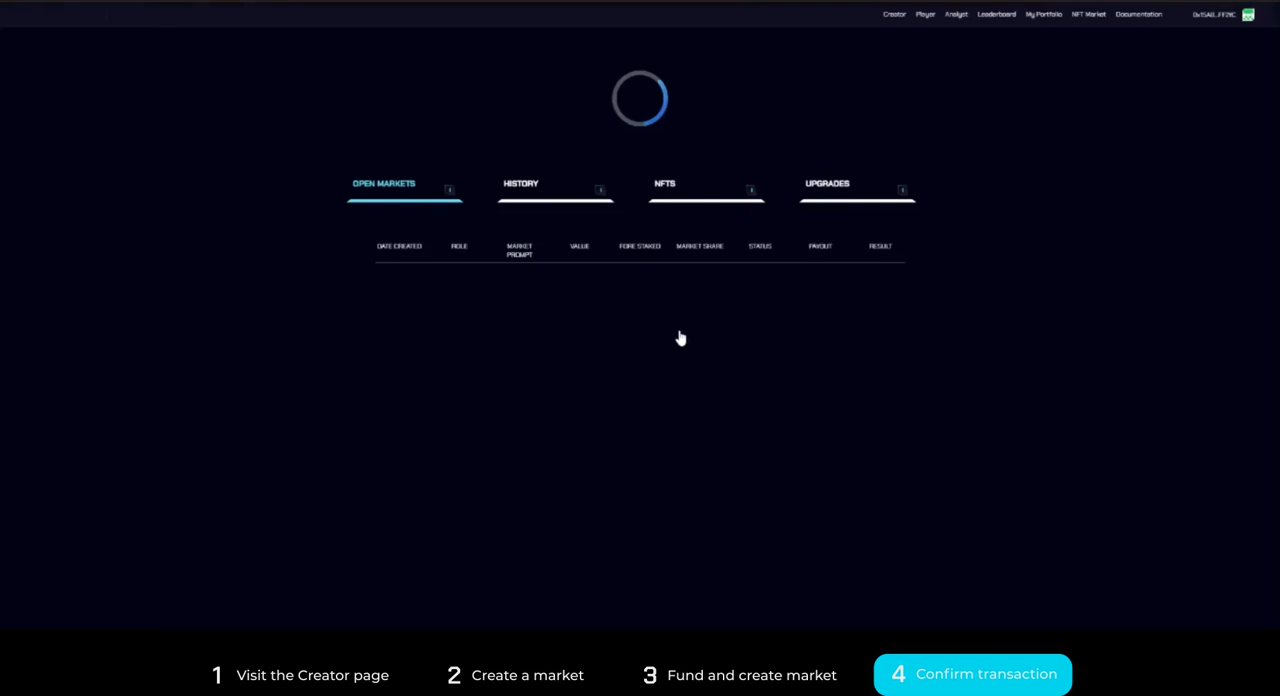 Creator Player Analyst Leaderboard My Portfolio NFT Market Documentation
OPEN MARKETS HISTORY NFTS UPGRADES
DATE CREATED ROLE MARKET PROMPT VALUE FORE STAKED MARKET SHARE STATUS PAYOUT RESULT
1 Visit the Creator page 2 Create a market 3 Fund and create market 4 Confirm transaction